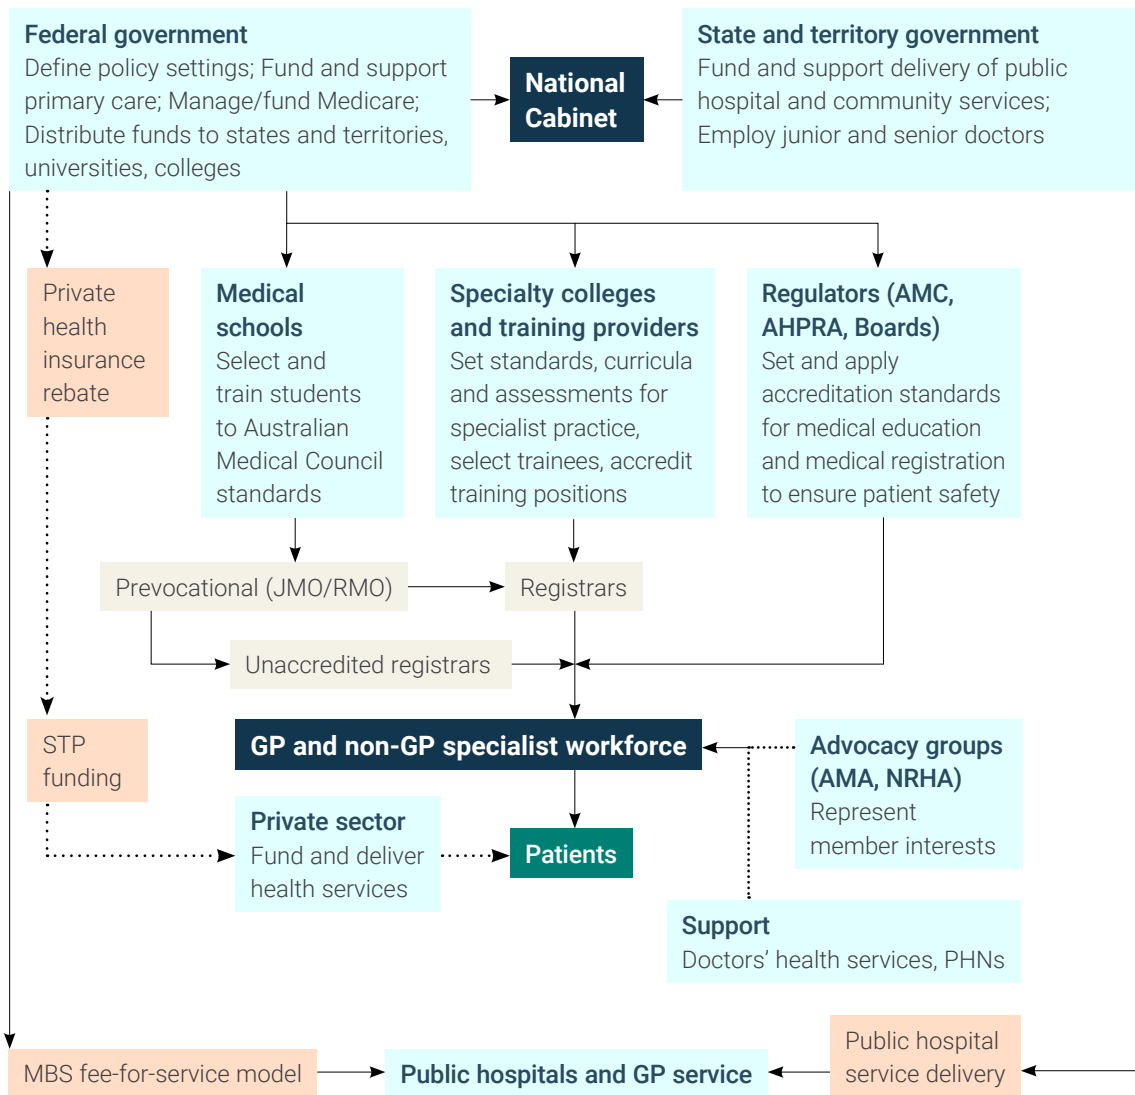 Federal government
Define policy settings; Fund and support
primary care; Manage/fund Medicare;
Distribute funds to states and territories,
universities, colleges
National
Cabinet
State and territory government
Fund and support delivery of public
hospital and community services;
Employ junior and senior doctors
Private
health
insurance
rebate
Medical
schools
Select and
train students
to Australian
Medical Council
standards
Specialty colleges
and training providers
Set standards, curricula
and assessments for
specialist practice,
select trainees, accredit
training positions
Regulators (AMC,
AHPRA, Boards)
Set and apply
accreditation standards
for medical education
and medical registration
to ensure patient safety
Prevocational (JMO/RMO)
Registrars
Unaccredited registrars
STP
funding
GP and non-GP specialist workforce
Advocacy groups
(AMA, NRHA)
Represent
member interests
Private sector
Fund and deliver
health services
Patients
Support
Doctors’ health services, PHNs
MBS fee-for-service model
Public hospitals and GP service
Public hospital
service delivery